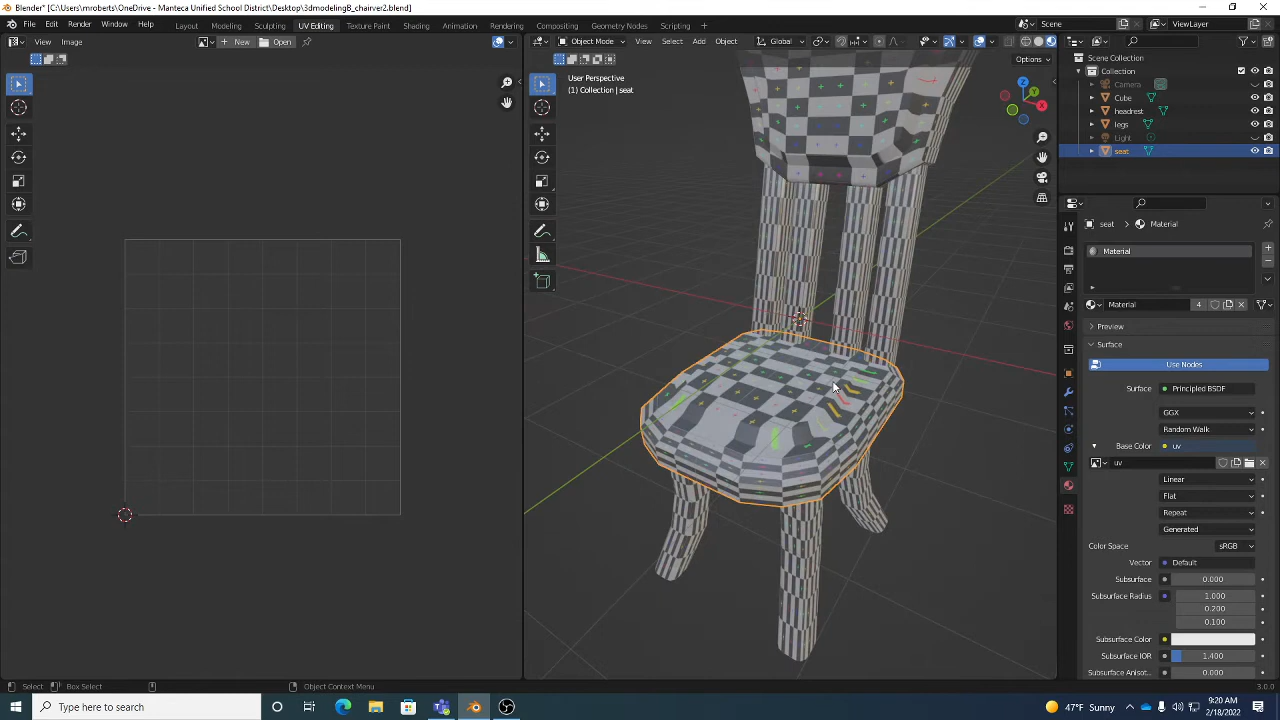 Blender* [C:\Users\mroberts\OneDrive - Manteca Unified School District\Desktop\3dmodelingB_chairver2.blend]
File Edit Render Window Help Layout Modeling Sculpting UV Editing Texture Paint Shading Animation Rendering Compositing Geometry Nodes Scripting Scene ViewLayer
View Image New Open Object Mode View Select Add Object Global
Options
User Perspective
(1) Collection | seat
Z
Y
X
Scene Collection
Collection
Camera
Cube
headrest
legs
Light
seat
seat Material
Material
Material 4
Preview
Surface
Use Nodes
Surface Principled BSDF
GGX
Random Walk
Base Color uv
uv
Linear
Flat
Repeat
Generated
Color Space sRGB
Vector Default
Subsurface 0.000
Subsurface Radius 1.000
0.200
0.100
Subsurface Color
Subsurface IOR 1.400
Subsurface Anisot... 0.000
Select Box Select Object Context Menu 3.0.0
Type here to search 47°F Sunny 9:20 AM
2/18/2022